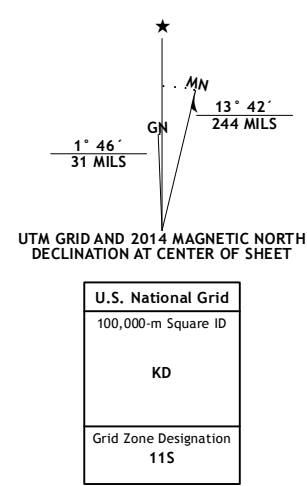 ★
MN
GN
13° 42´
244 MILS
1° 46´
31 MILS
UTM GRID AND 2014 MAGNETIC NORTH
DECLINATION AT CENTER OF SHEET
U.S. National Grid
100,000-m Square ID
KD
Grid Zone Designation
11S